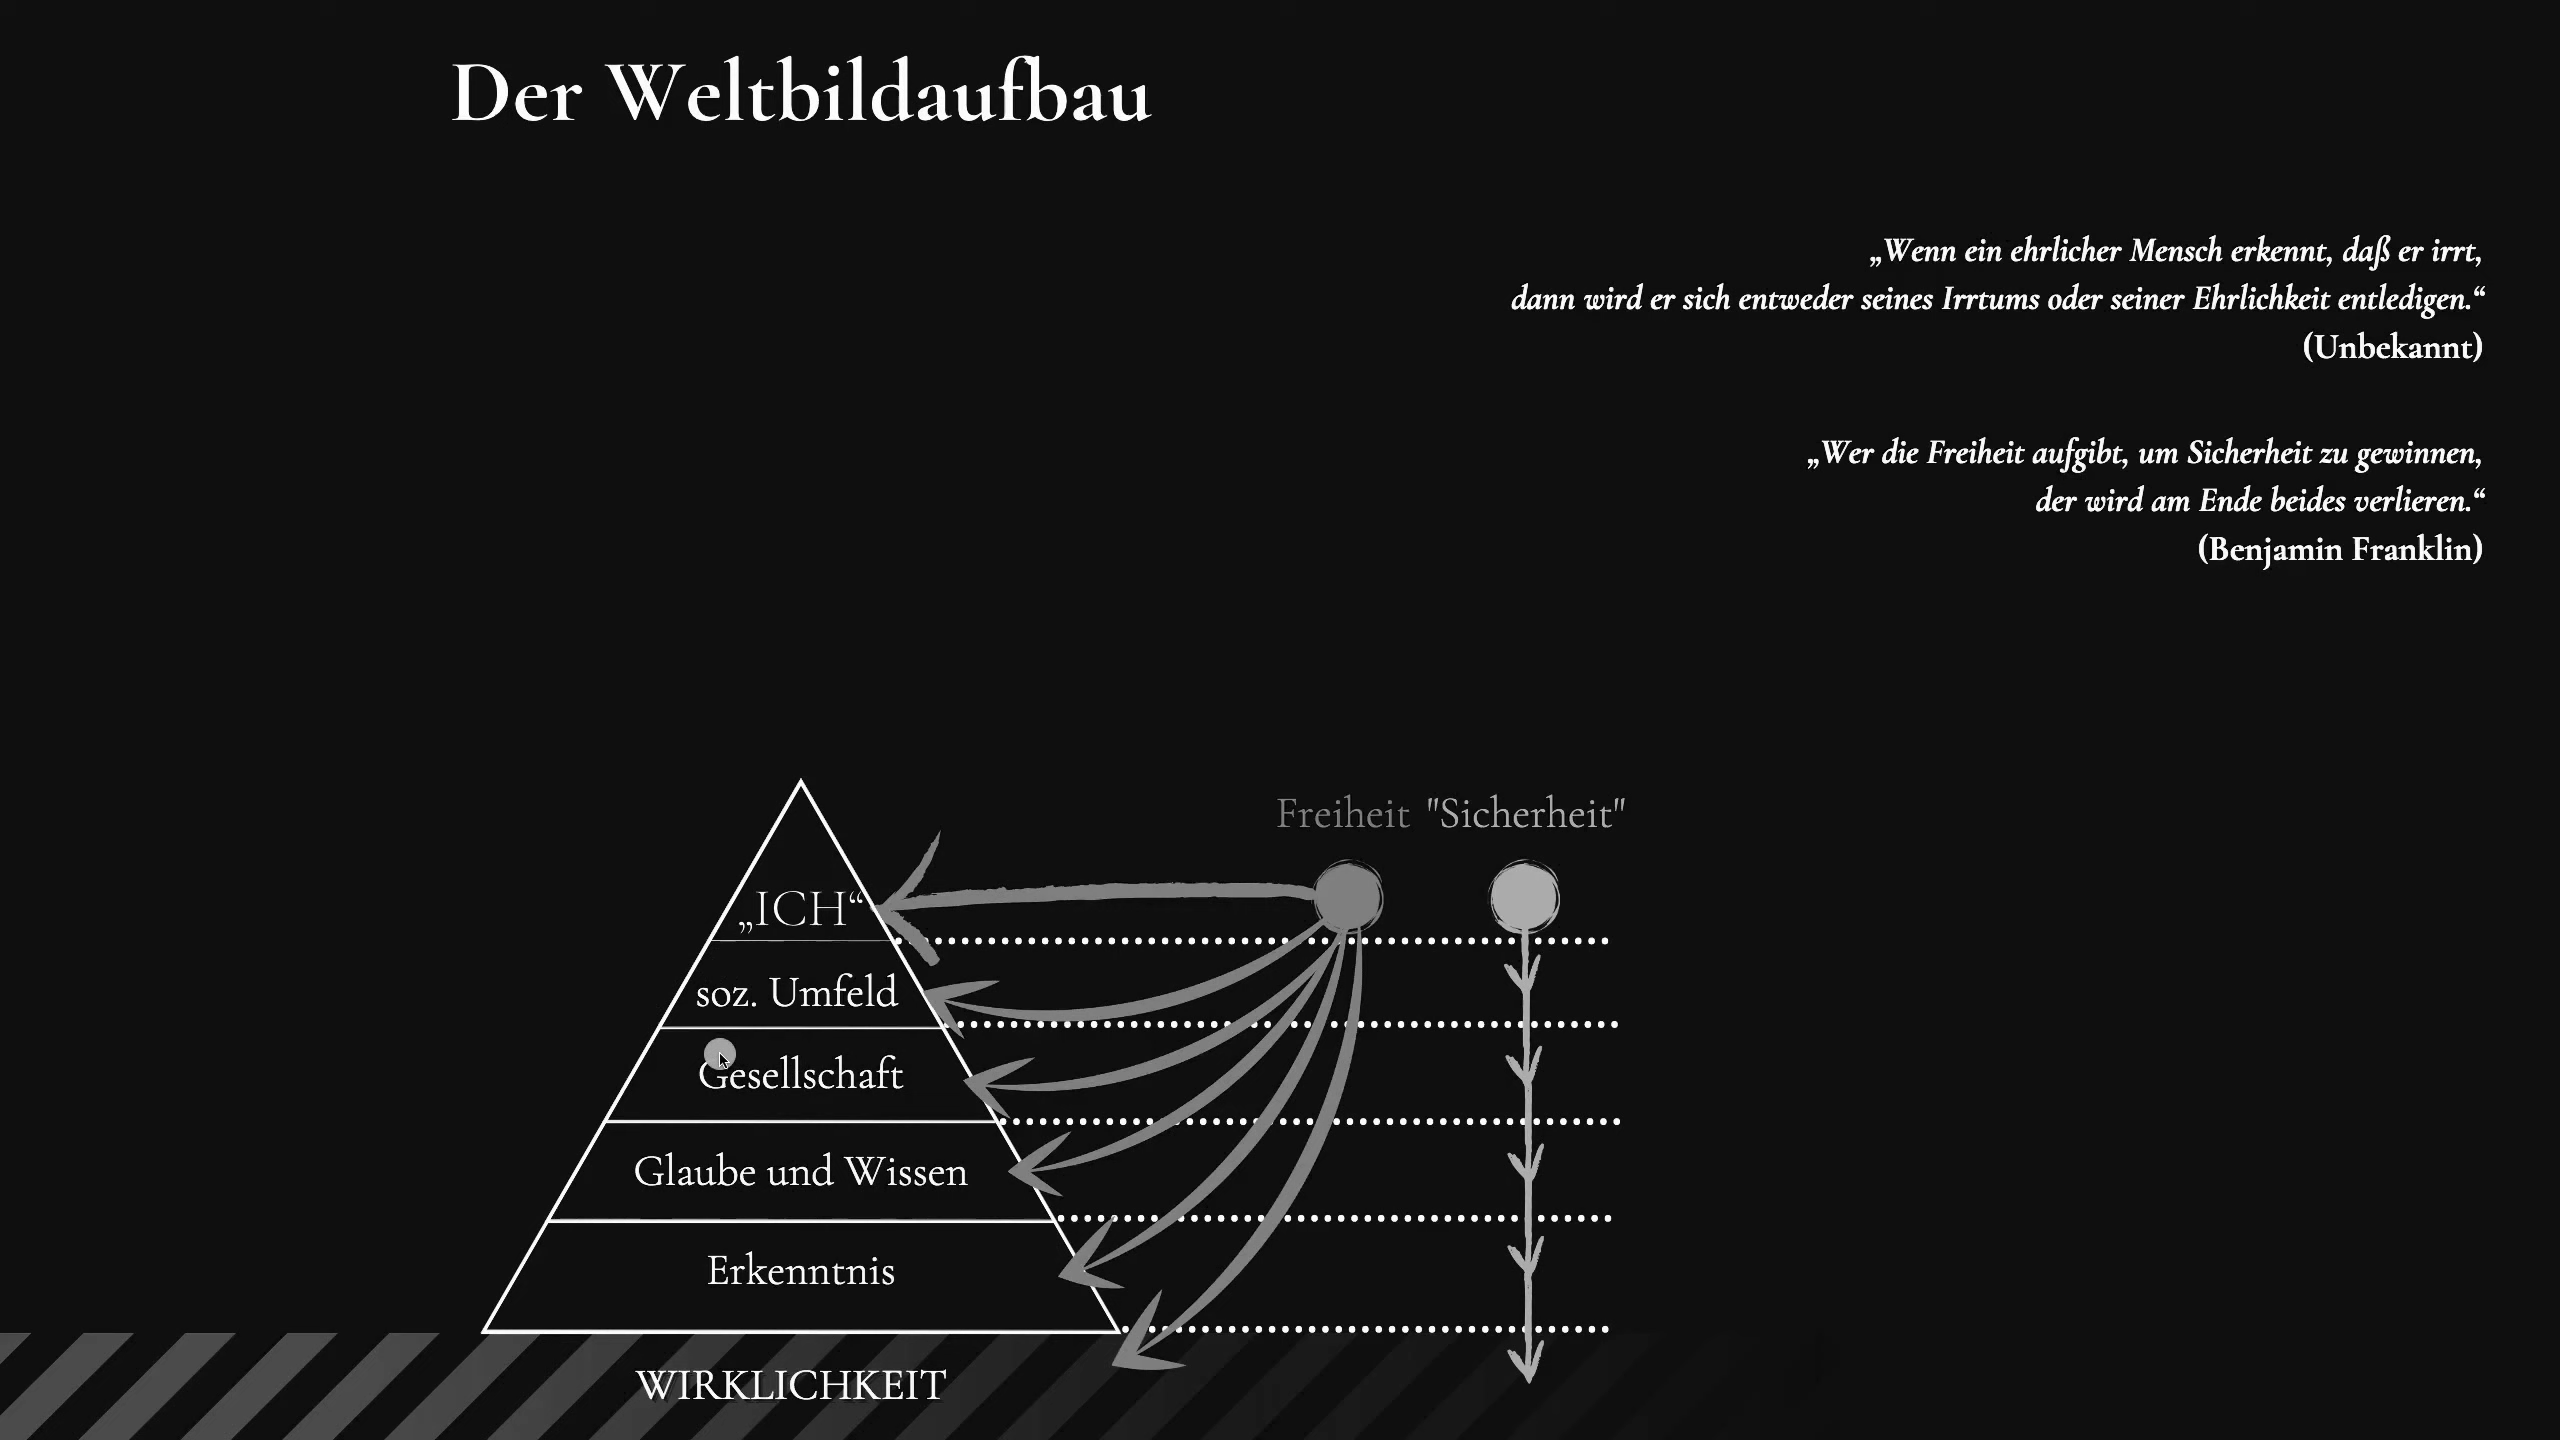 Der Weltbildaufbau
„Wenn ein ehrlicher Mensch erkennt, daß er irrt,
dann wird er sich entweder seines Irrtums oder seiner Ehrlichkeit entledigen.“
(Unbekannt)
„Wer die Freiheit aufgibt, um Sicherheit zu gewinnen,
der wird am Ende beides verlieren.“
(Benjamin Franklin)
Freiheit "Sicherheit"
„ICH“
soz. Umfeld
Gesellschaft
Glaube und Wissen
Erkenntnis
WIRKLICHKEIT